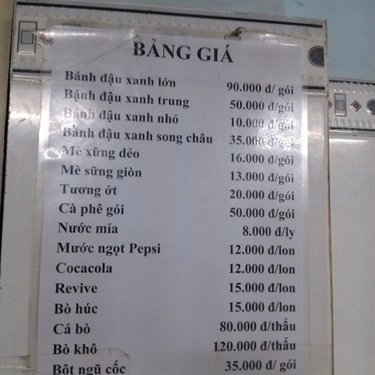 BẢNG GIÁ
Bánh đậu xanh lớn 90.000 đ/ gói
Bánh đậu xanh trung 50.000 đ/gói
Bánh đậu xanh nhỏ 10.000 đ/gói
Bành đậu xanh song châu 35.000 đ/gói
Mè xững dẻo 16.000 đ/gói
Mè sững giòn 13.000 đ/gói
Tương ớt 20.000 đ/gói
Cà phê gói 50.000 đ/gói
Nước mía 8.000 đ/ly
Mước ngọt Pepsi 12.000 đ/lon
Cocacola 12.000 đ/lon
Revive 15.000 đ/lon
Bò húc 15.000 đ/lon
Cá bò 80.000 đ/thẩu
Bò khô 120.000 đ/thẩu
Bột ngũ cốc 35.000 đ/ gói